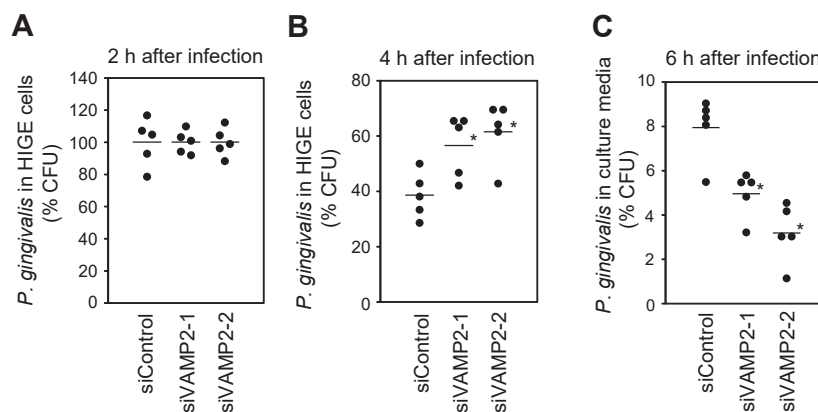 A
2 h after infection
P. gingivalis in HIGE cells
(% CFU)
140
120
100
80
60
40
20
0
siControl
siVAMP2-1
siVAMP2-2
B
4 h after infection
P. gingivalis in HIGE cells
(% CFU)
80
60
40
20
0
*
*
siControl
siVAMP2-1
siVAMP2-2
C
6 h after infection
P. gingivalis in culture media
(% CFU)
10
8
6
4
2
0
*
*
siControl
siVAMP2-1
siVAMP2-2